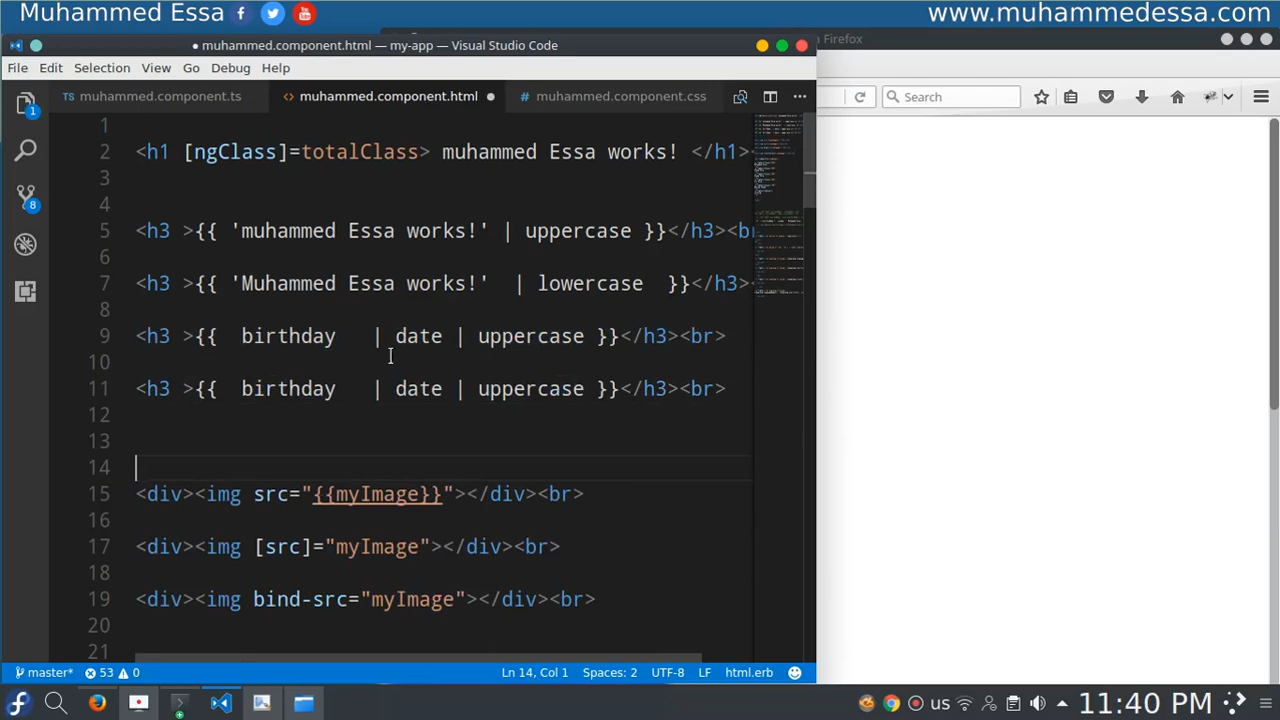 Muhammed Essa
www.muhammedessa.com
● muhammed.component.html — my-app — Visual Studio Code
Firefox
File Edit Selection View Go Debug Help
TS muhammed.component.ts <> muhammed.component.html ● # muhammed.component.css
Search
1
2 <h1 [ngClass]=toralClass> muhamed Essa works! </h1>
3
4
5 <h3 >{{ 'muhammed Essa works!' | uppercase }}</h3><br
6
7 <h3 >{{ 'Muhammed Essa works!' | lowercase }}</h3>
8
9 <h3 >{{ birthday | date | uppercase }}</h3><br>
10
11 <h3 >{{ birthday | date | uppercase }}</h3><br>
12
13
14
15 <div><img src="{{myImage}}"></div><br>
16
17 <div><img [src]="myImage"></div><br>
18
19 <div><img bind-src="myImage"></div><br>
20
21
1
8
master* 53 0 Ln 14, Col 1 Spaces: 2 UTF-8 LF html.erb
us 11:40 PM